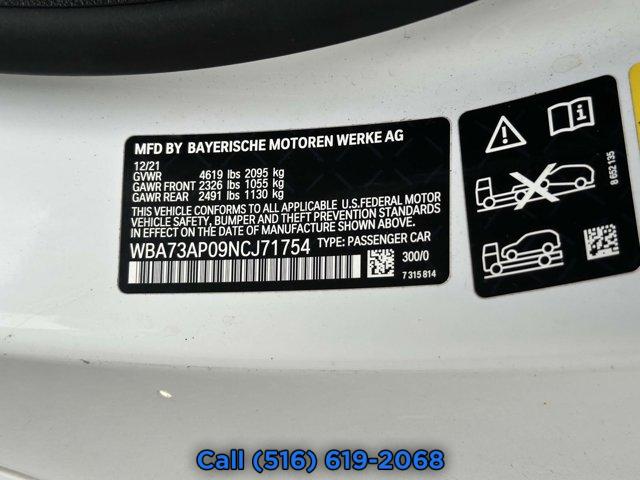 MFD BY BAYERISCHE MOTOREN WERKE AG
12/21
GVWR 4619 lbs 2095 kg
GAWR FRONT 2326 lbs 1055 kg
GAWR REAR 2491 lbs 1130 kg
THIS VEHICLE CONFORMS TO ALL APPLICABLE U.S.FEDERAL MOTOR
VEHICLE SAFETY, BUMPER, AND THEFT PREVENTION STANDARDS
IN EFFECT ON THE DATE OF MANUFACTURE SHOWN ABOVE.
WBA73AP09NCJ71754 TYPE: PASSENGER CAR
300/0
7 315 814
8 652 135
Call (516) 619-2068